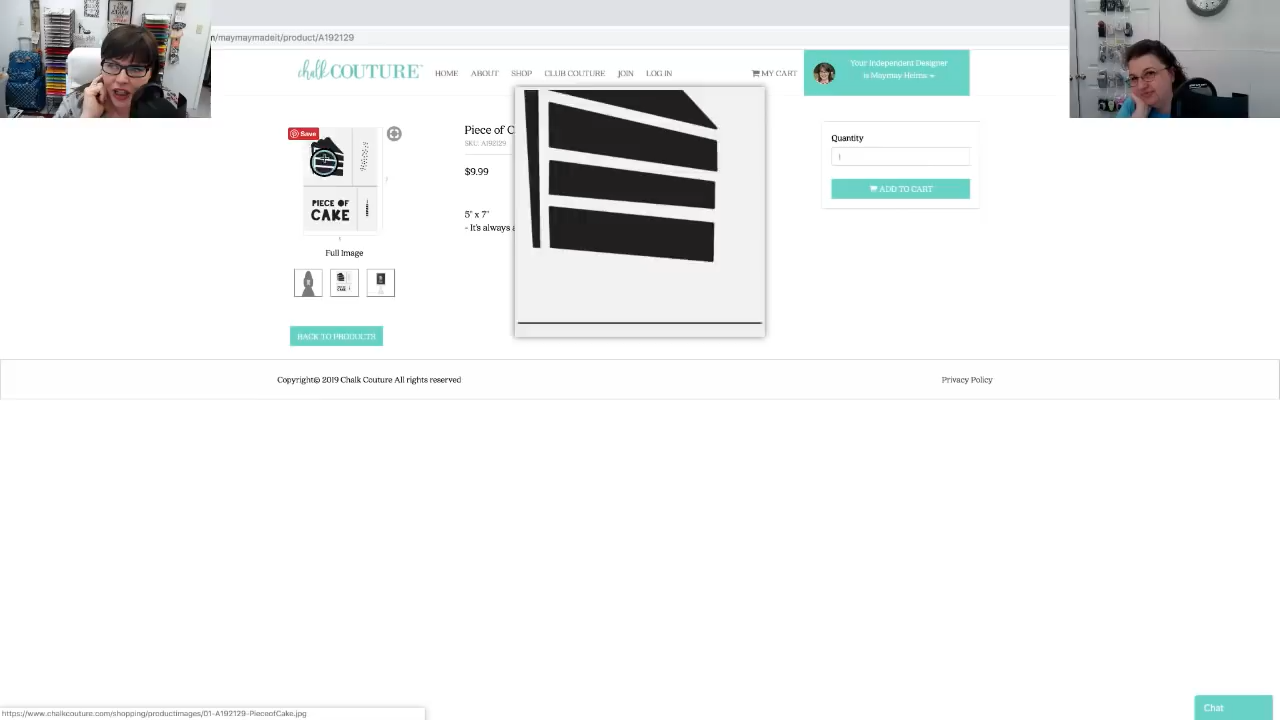 n/maymaymadeit/product/A192129
chalk COUTURE
HOME ABOUT SHOP CLUB COUTURE JOIN LOG IN
MY CART
Your Independent Designer
is Maymay Helms
Save
PIECE OF
CAKE
Full Image
BACK TO PRODUCTS
Piece of C
SKU: A192129
$9.99
5" x 7"
- It's always a
Quantity
1
ADD TO CART
Copyright© 2019 Chalk Couture All rights reserved
Privacy Policy
https://www.chalkcouture.com/shopping/productimages/01-A192129-PieceofCake.jpg
Chat